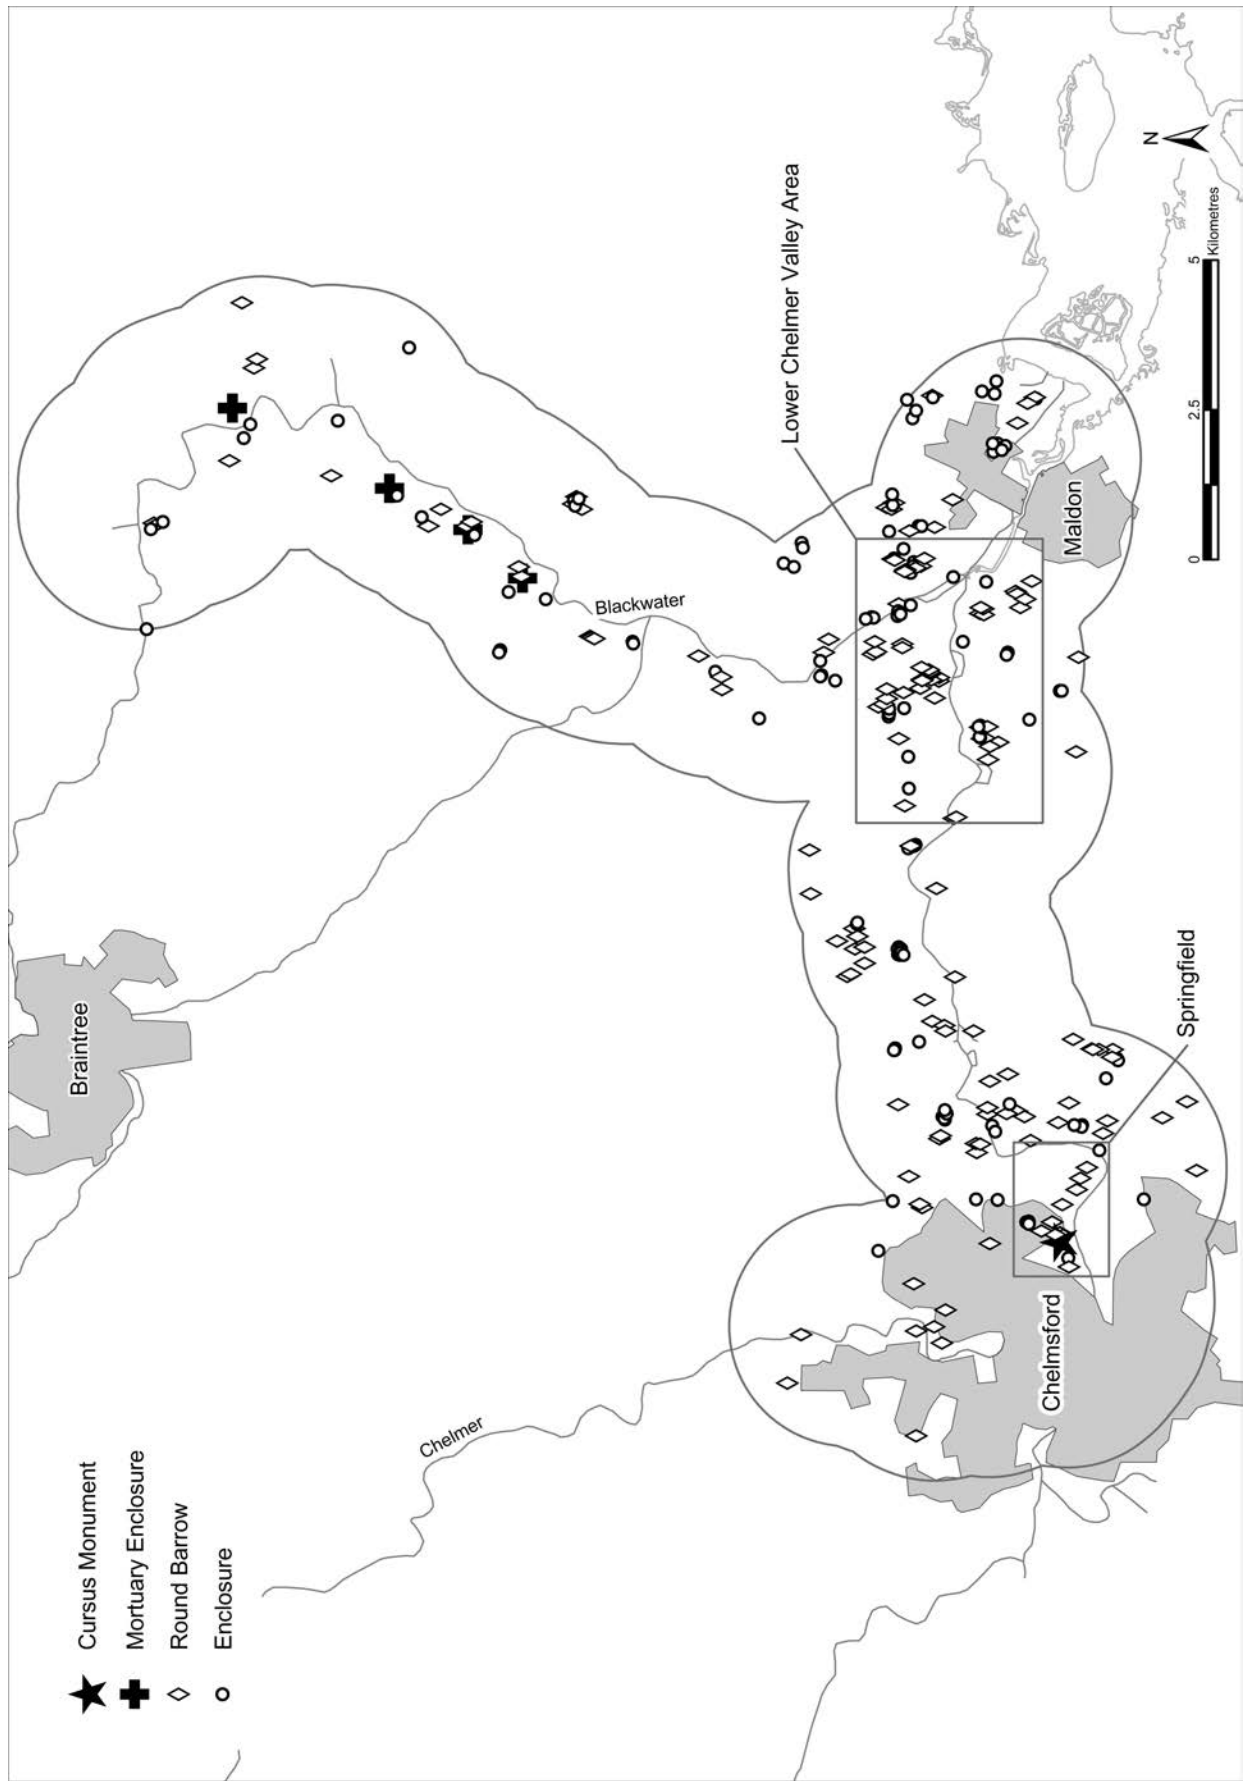 Cursus Monument
Mortuary Enclosure
Round Barrow
Enclosure
Braintree
Chelmer
Blackwater
Lower Chelmer Valley Area
Chelmsford
Springfield
Maldon
N
0
2.5
5
Kilometres